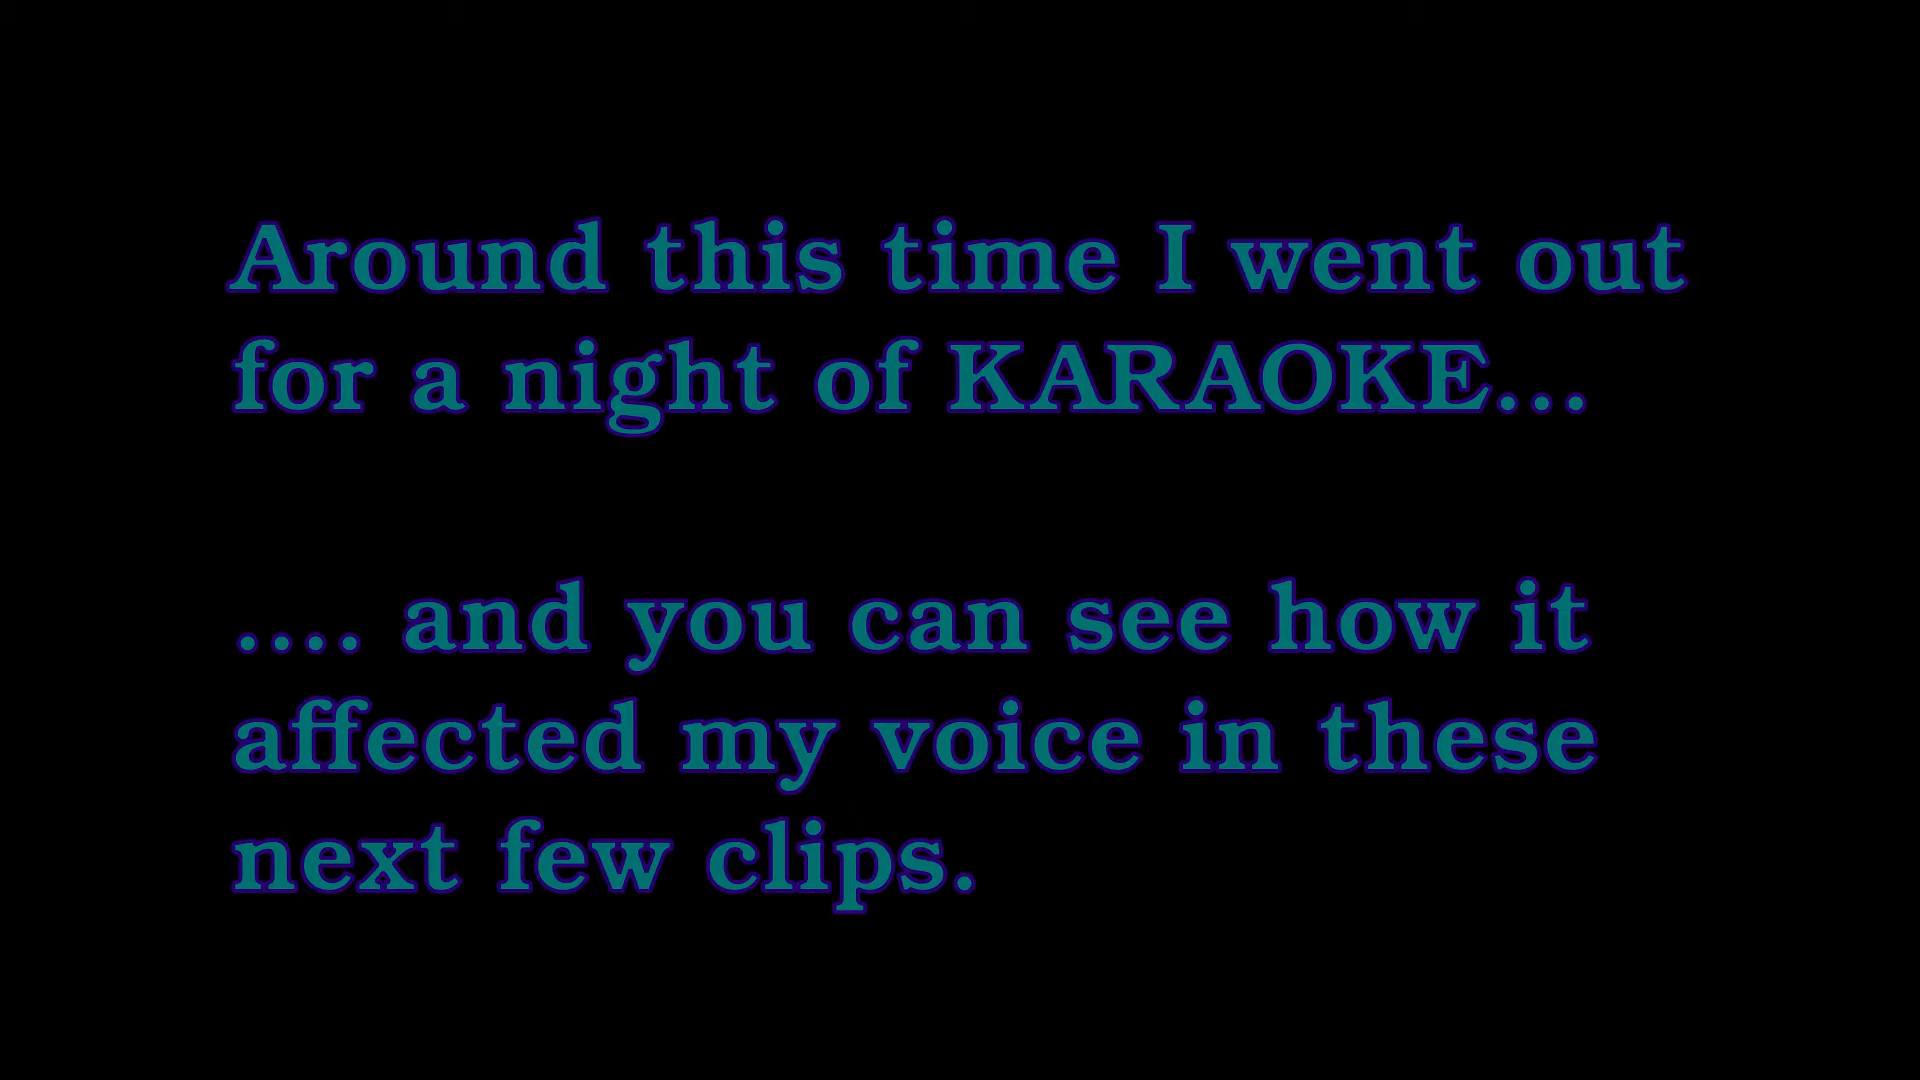 Around this time I went out
for a night of KARAOKE...
.... and you can see how it
affected my voice in these
next few clips.